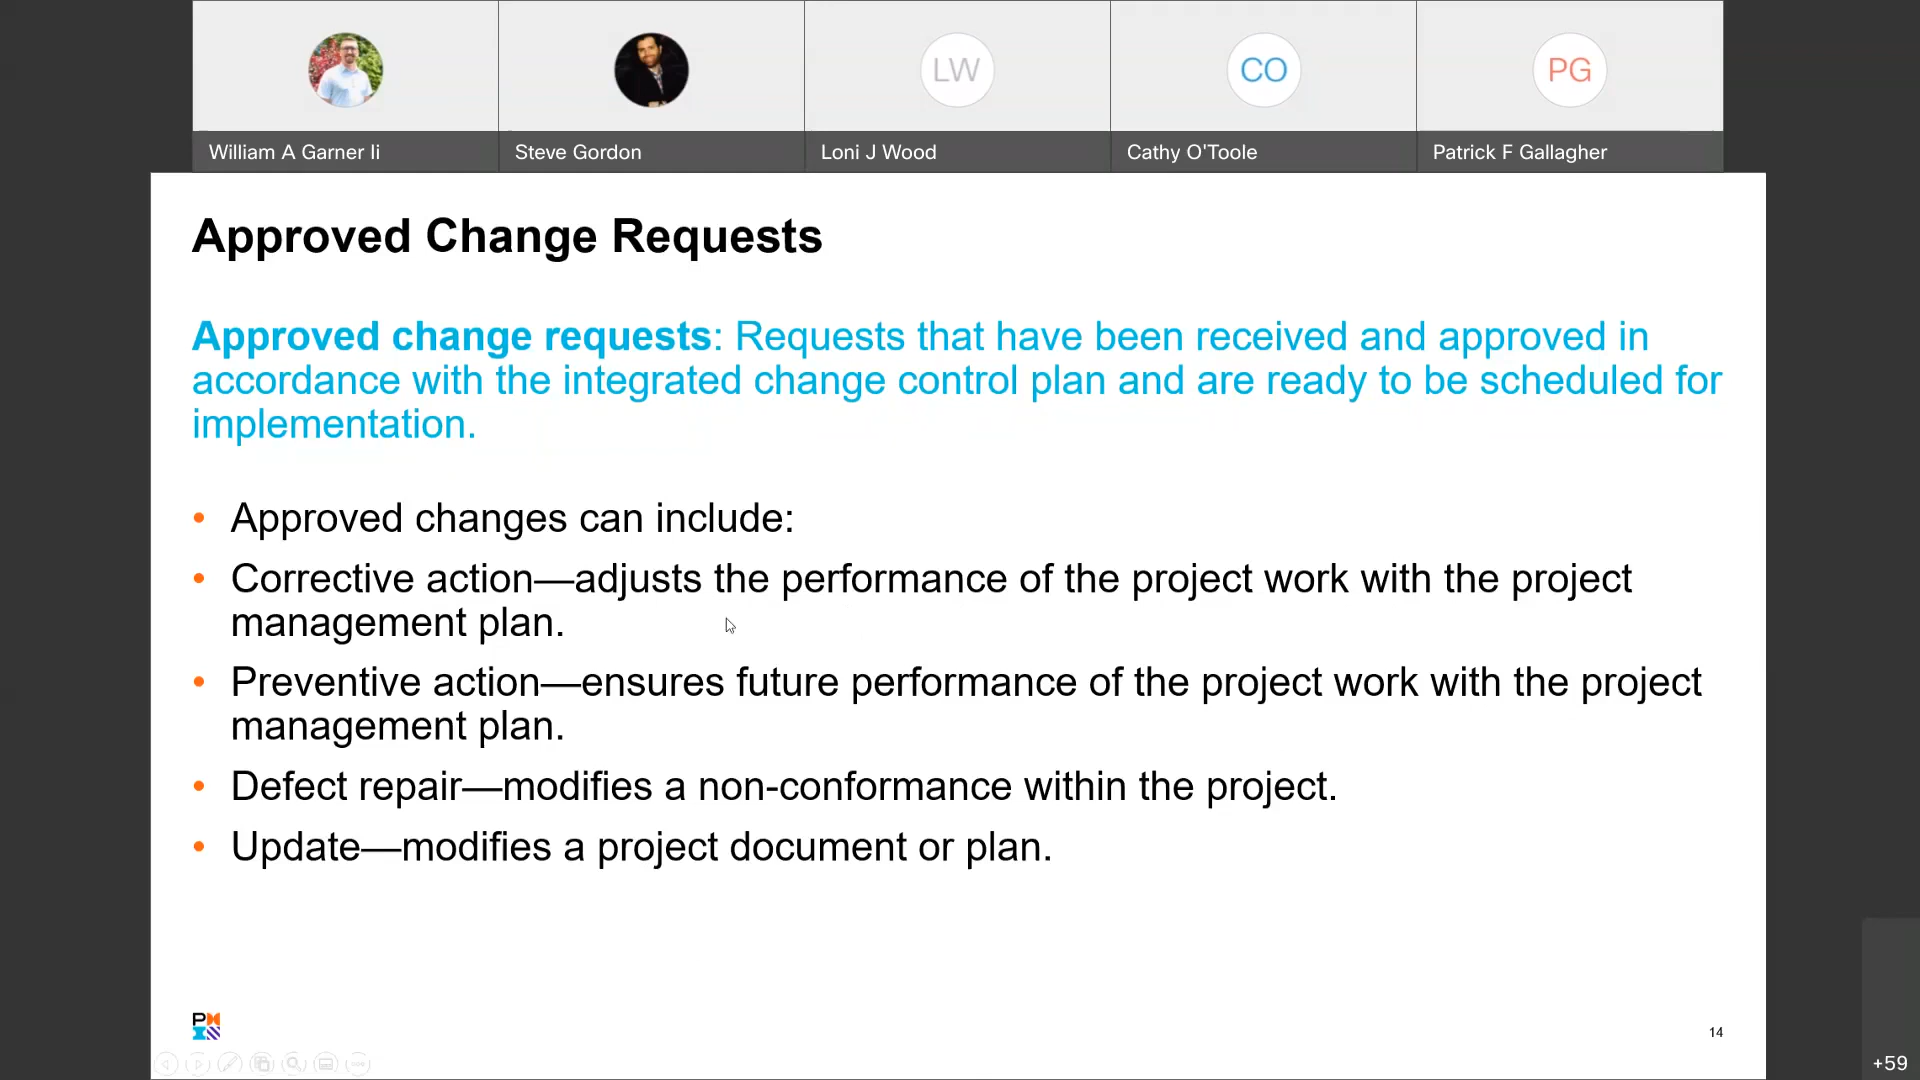 LW
CO
PG
William A Garner Ii
Steve Gordon
Loni J Wood
Cathy O'Toole
Patrick F Gallagher
Approved Change Requests
Approved change requests: Requests that have been received and approved in
accordance with the integrated change control plan and are ready to be scheduled for
implementation.
• Approved changes can include:
• Corrective action—adjusts the performance of the project work with the project
management plan.
• Preventive action—ensures future performance of the project work with the project
management plan.
• Defect repair—modifies a non-conformance within the project.
• Update—modifies a project document or plan.
14
+59